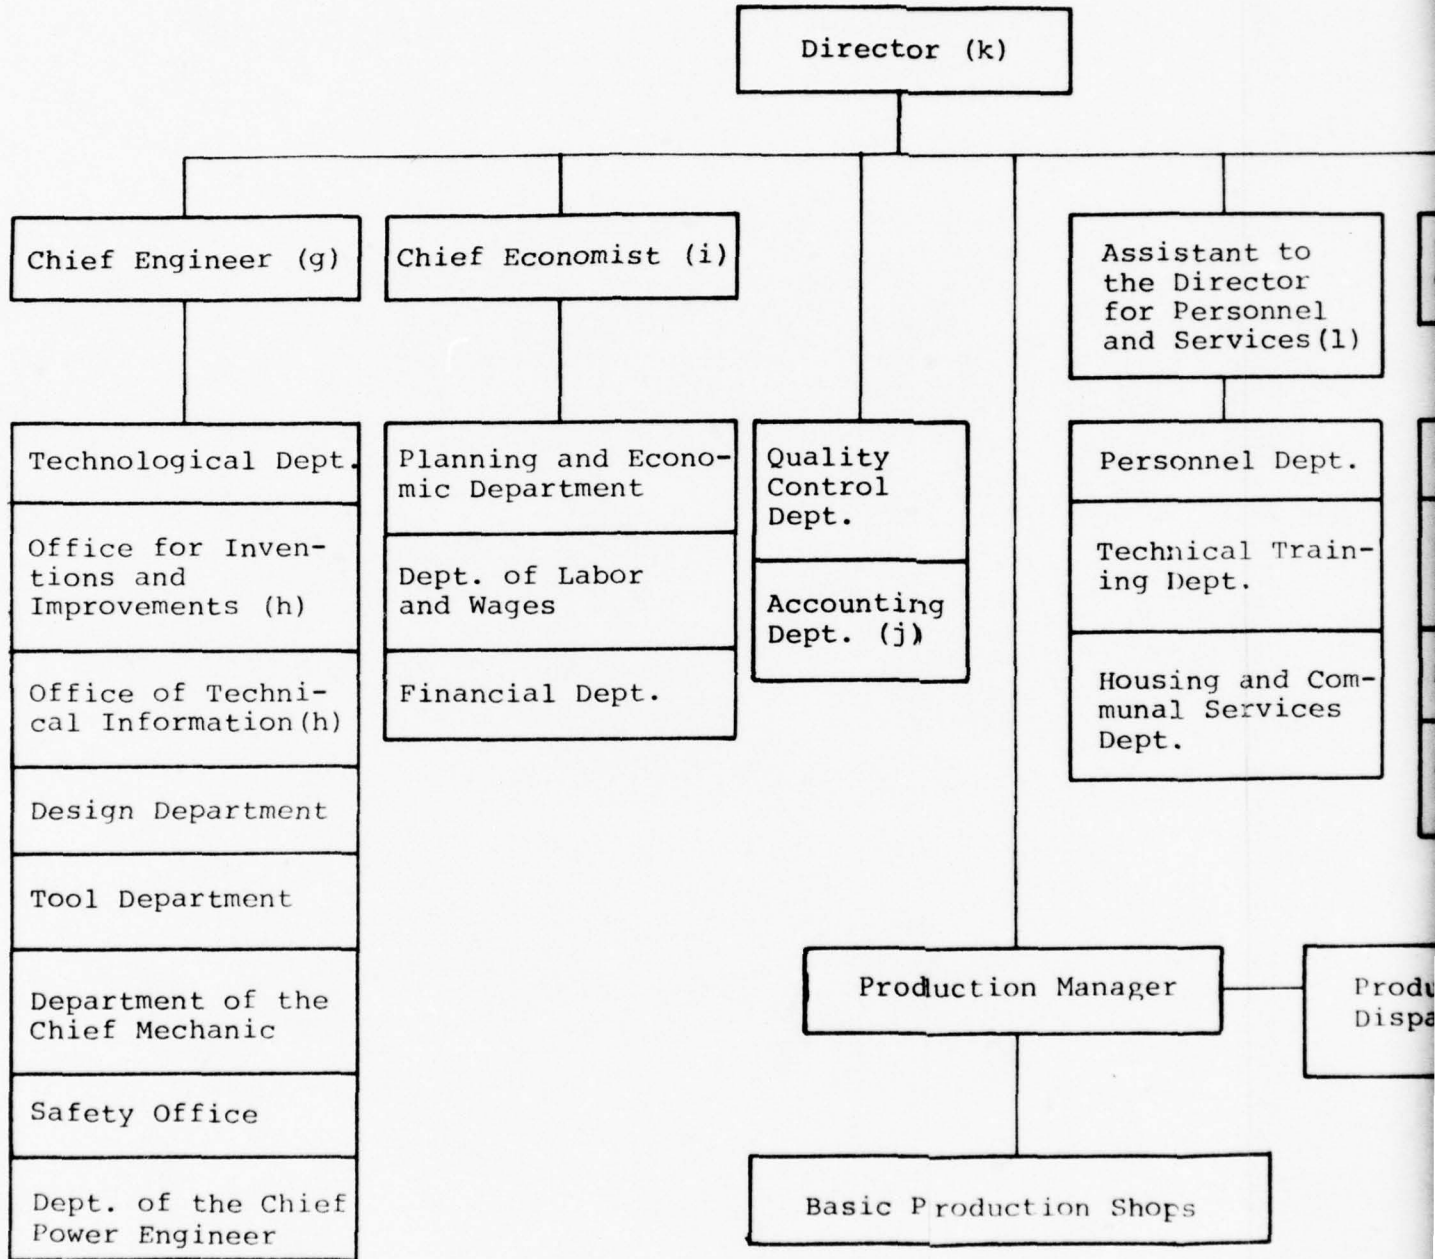 Director (k)
Chief Engineer (g)
Chief Economist (i)
Assistant to
the Director
for Personnel
and Services(l)
Technological Dept.
Office for Inven-
tions and
Improvements (h)
Office of Techni-
cal Information(h)
Design Department
Tool Department
Department of the
Chief Mechanic
Safety Office
Dept. of the Chief
Power Engineer
Planning and Econo-
mic Department
Dept. of Labor
and Wages
Financial Dept.
Quality
Control
Dept.
Accounting
Dept. (j)
Personnel Dept.
Technical Train-
ing Dept.
Housing and Com-
munal Services
Dept.
Production Manager
Produ
Dispa
Basic Production Shops